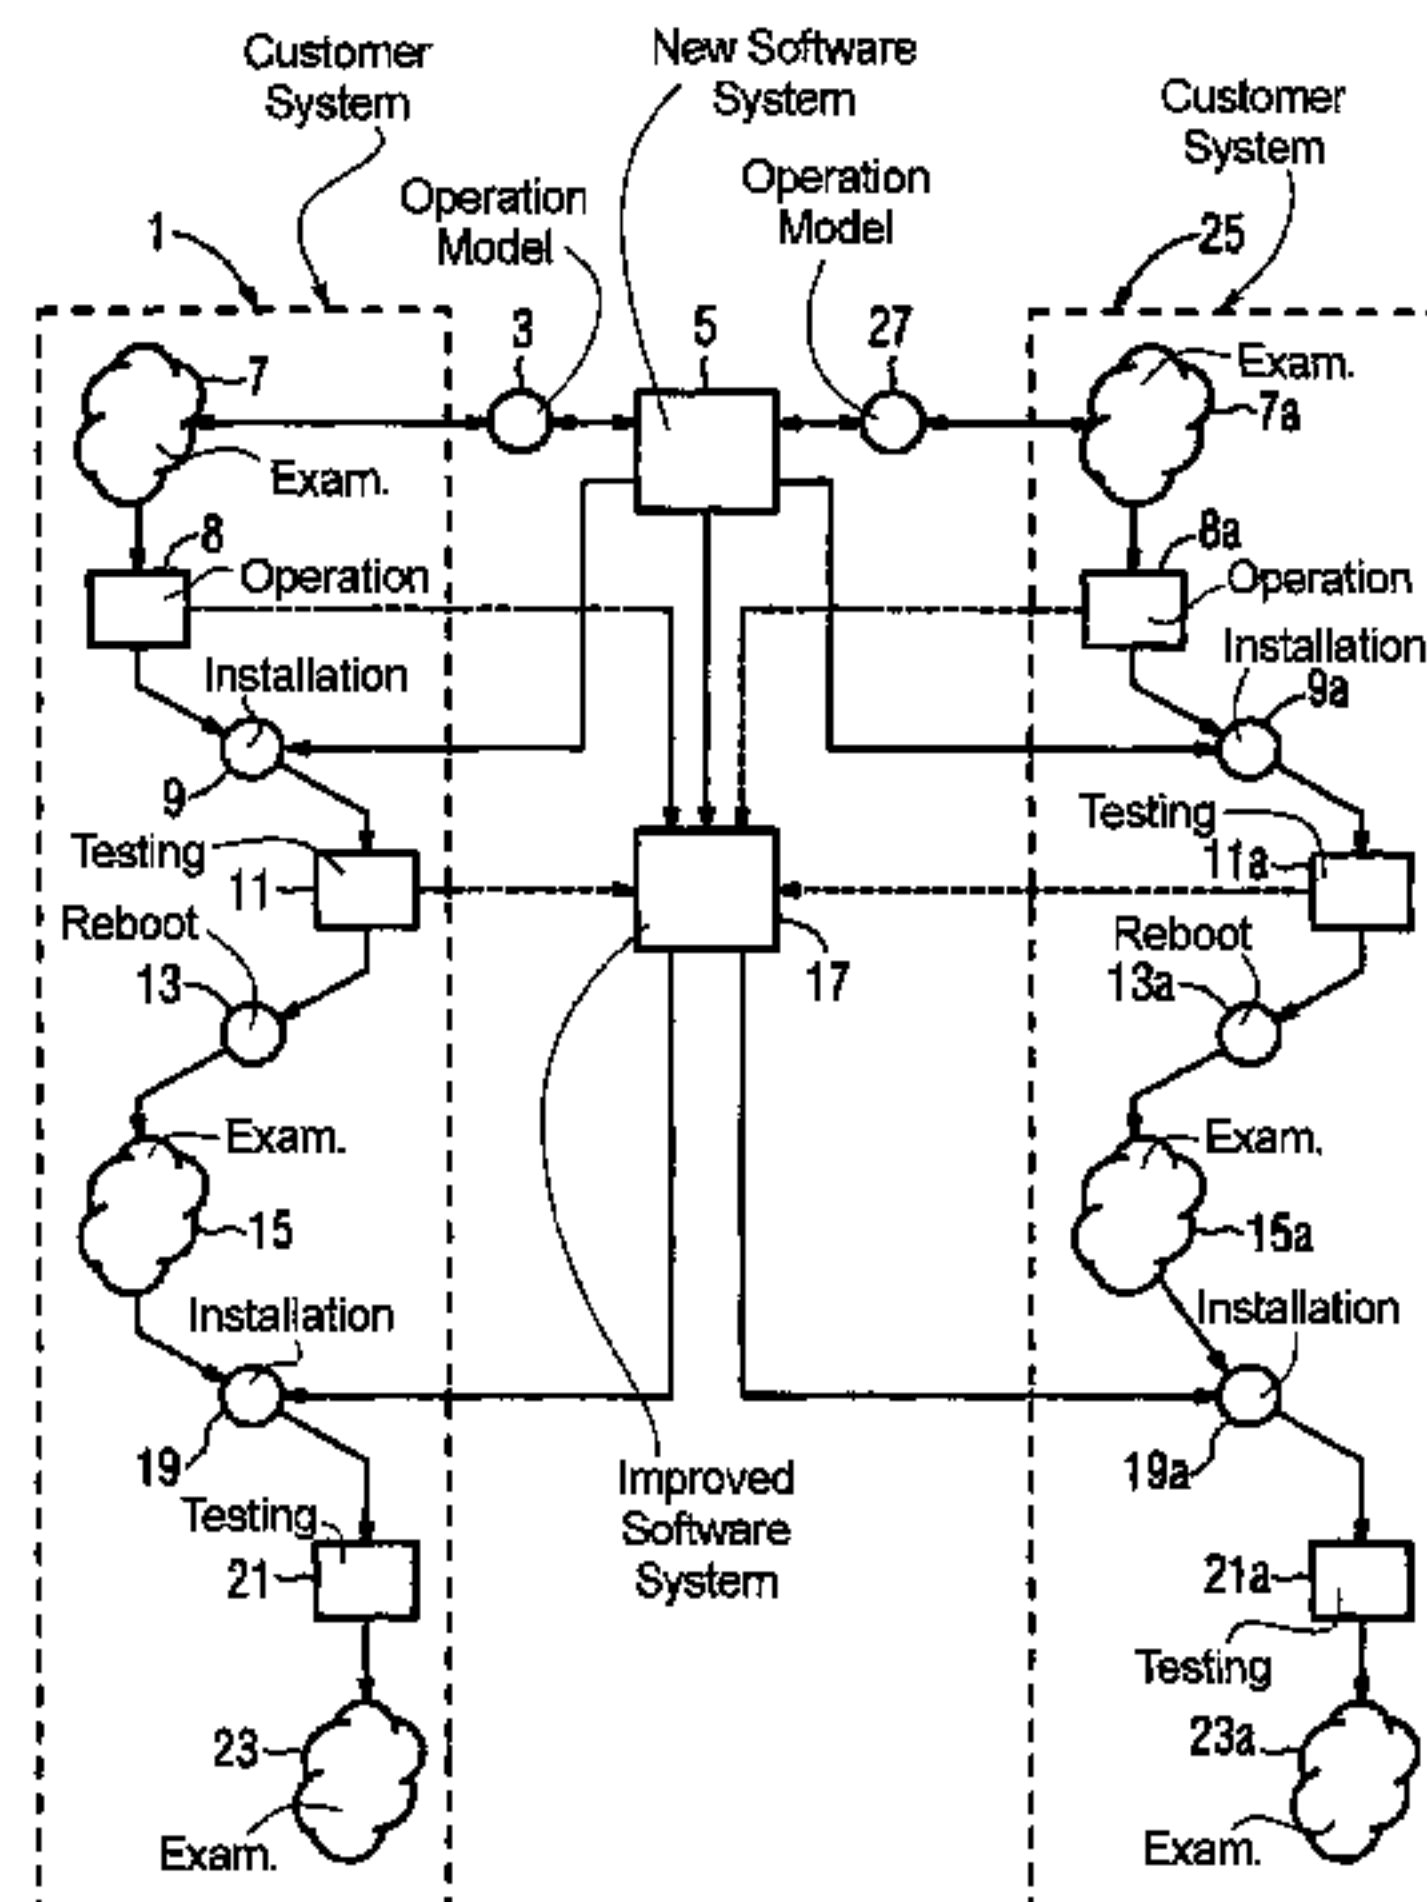 Customer
System
New Software
System
Customer
System
Operation
Model
Operation
Model
1
25
3
5
27
7
Exam.
Exam.
7a
8
Operation
8a
Operation
Installation
9
Installation
9a
Testing
11
Testing
11a
Reboot
13
17
Reboot
13a
Exam.
15
Exam.
15a
Installation
19
Installation
19a
Improved
Software
System
Testing
21
21a
Testing
23
Exam.
23a
Exam.